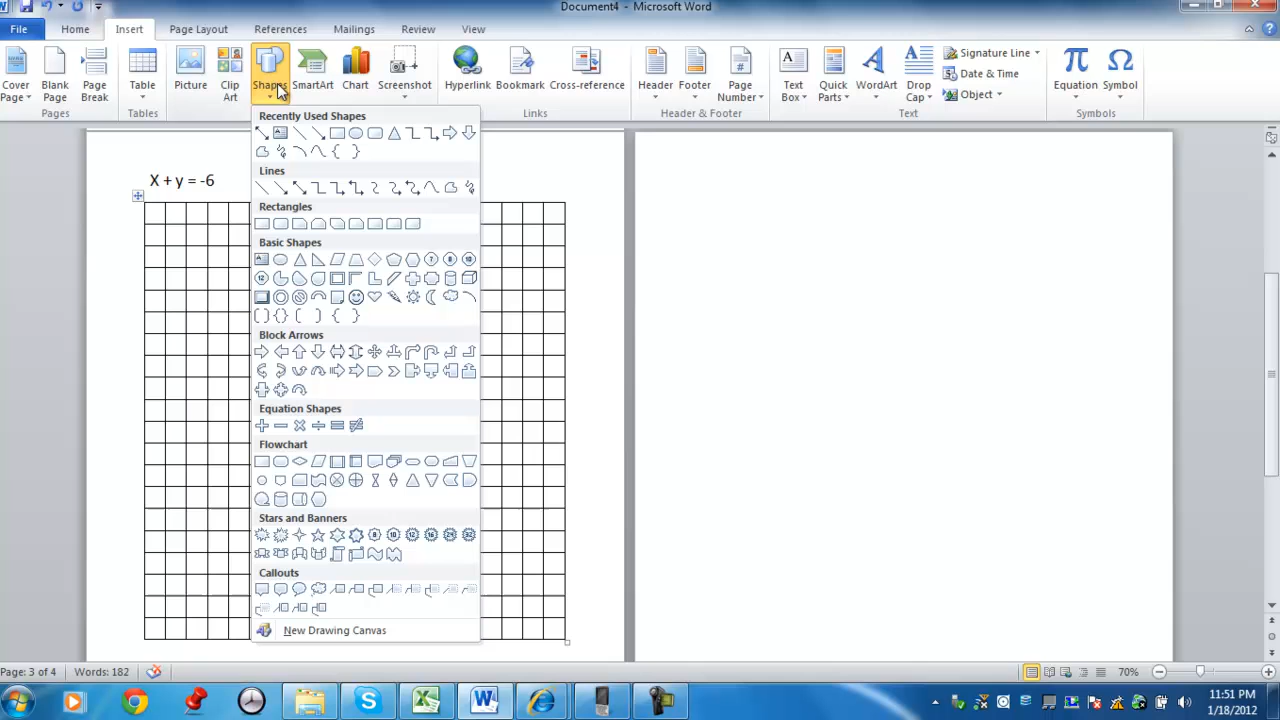 Document4 - Microsoft Word
File Home Insert Page Layout References Mailings Review View
Cover Page
Blank Page
Page Break
Table
Picture
Clip Art
Shapes
SmartArt
Chart
Screenshot
Hyperlink
Bookmark
Cross-reference
Header
Footer
Page Number
Text Box
Quick Parts
WordArt
Drop Cap
Signature Line
Date & Time
Object
Equation
Symbol
Pages Tables Links Header & Footer Text Symbols
Recently Used Shapes
Lines
Rectangles
Basic Shapes
Block Arrows
Equation Shapes
Flowchart
Stars and Banners
Callouts
New Drawing Canvas
X + y = -6
Page: 3 of 4 Words: 182 70%
11:51 PM
1/18/2012